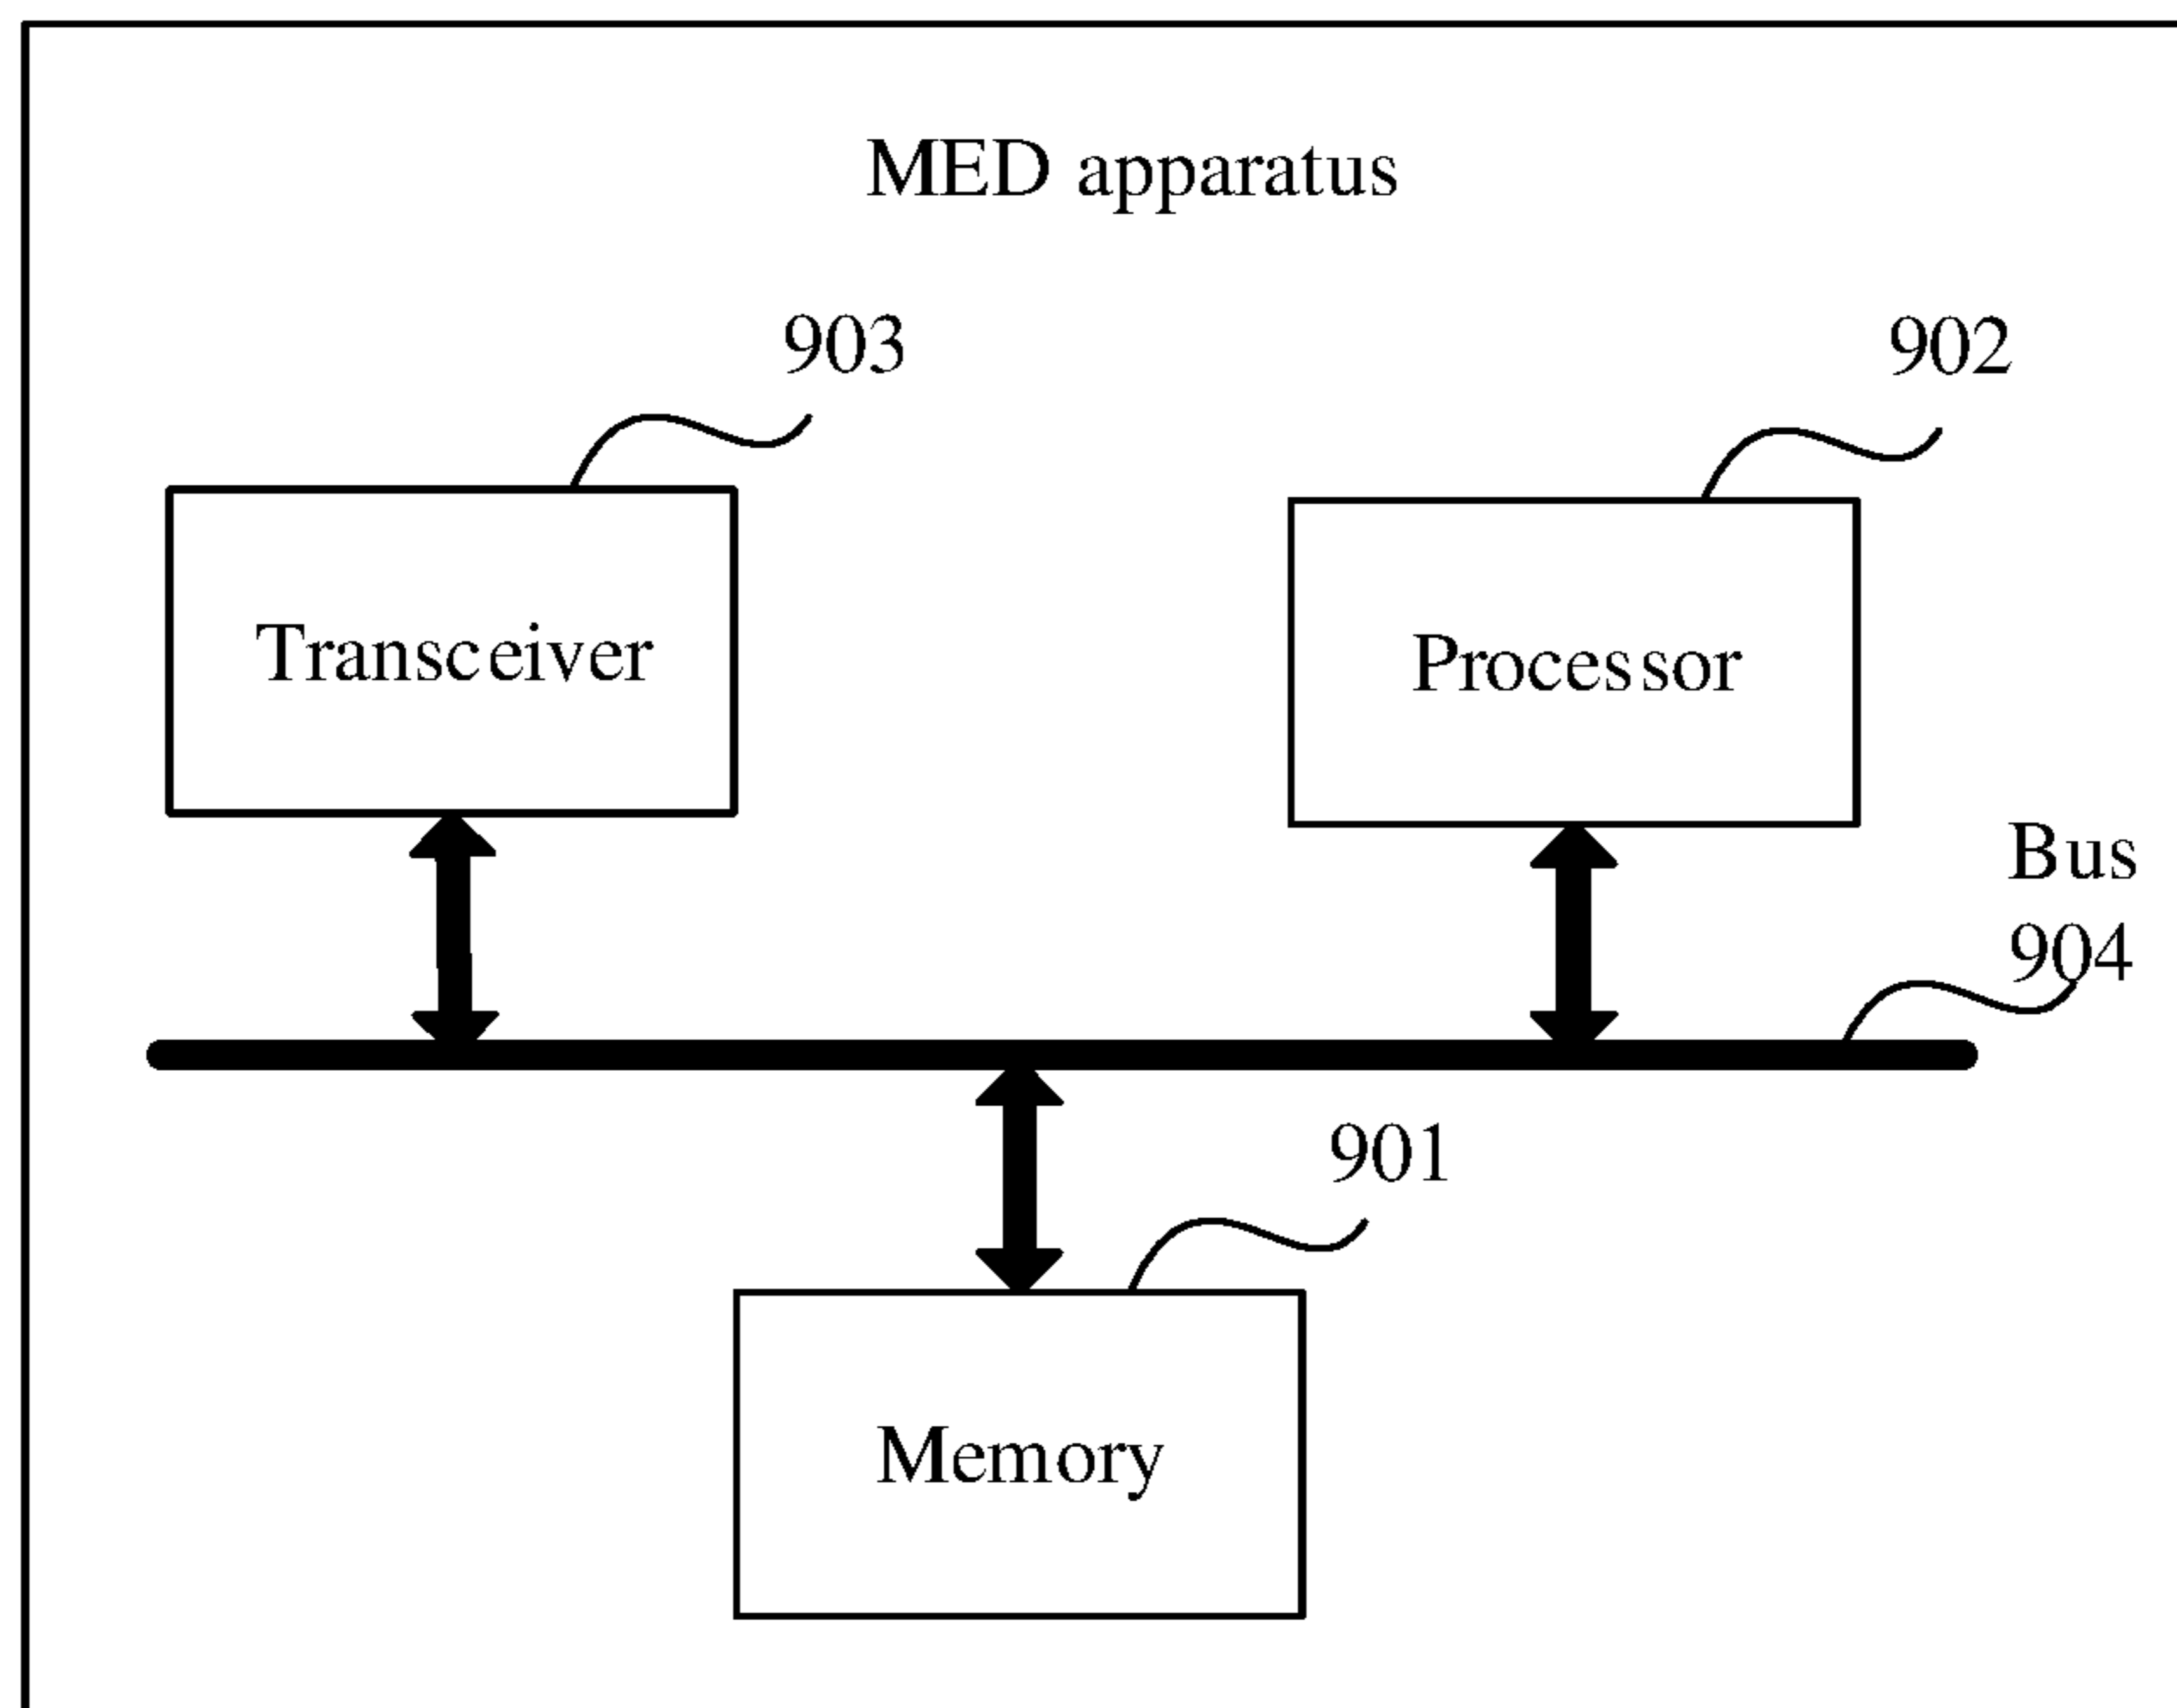 MED apparatus
903
902
Transceiver
Processor
Bus
904
901
Memory